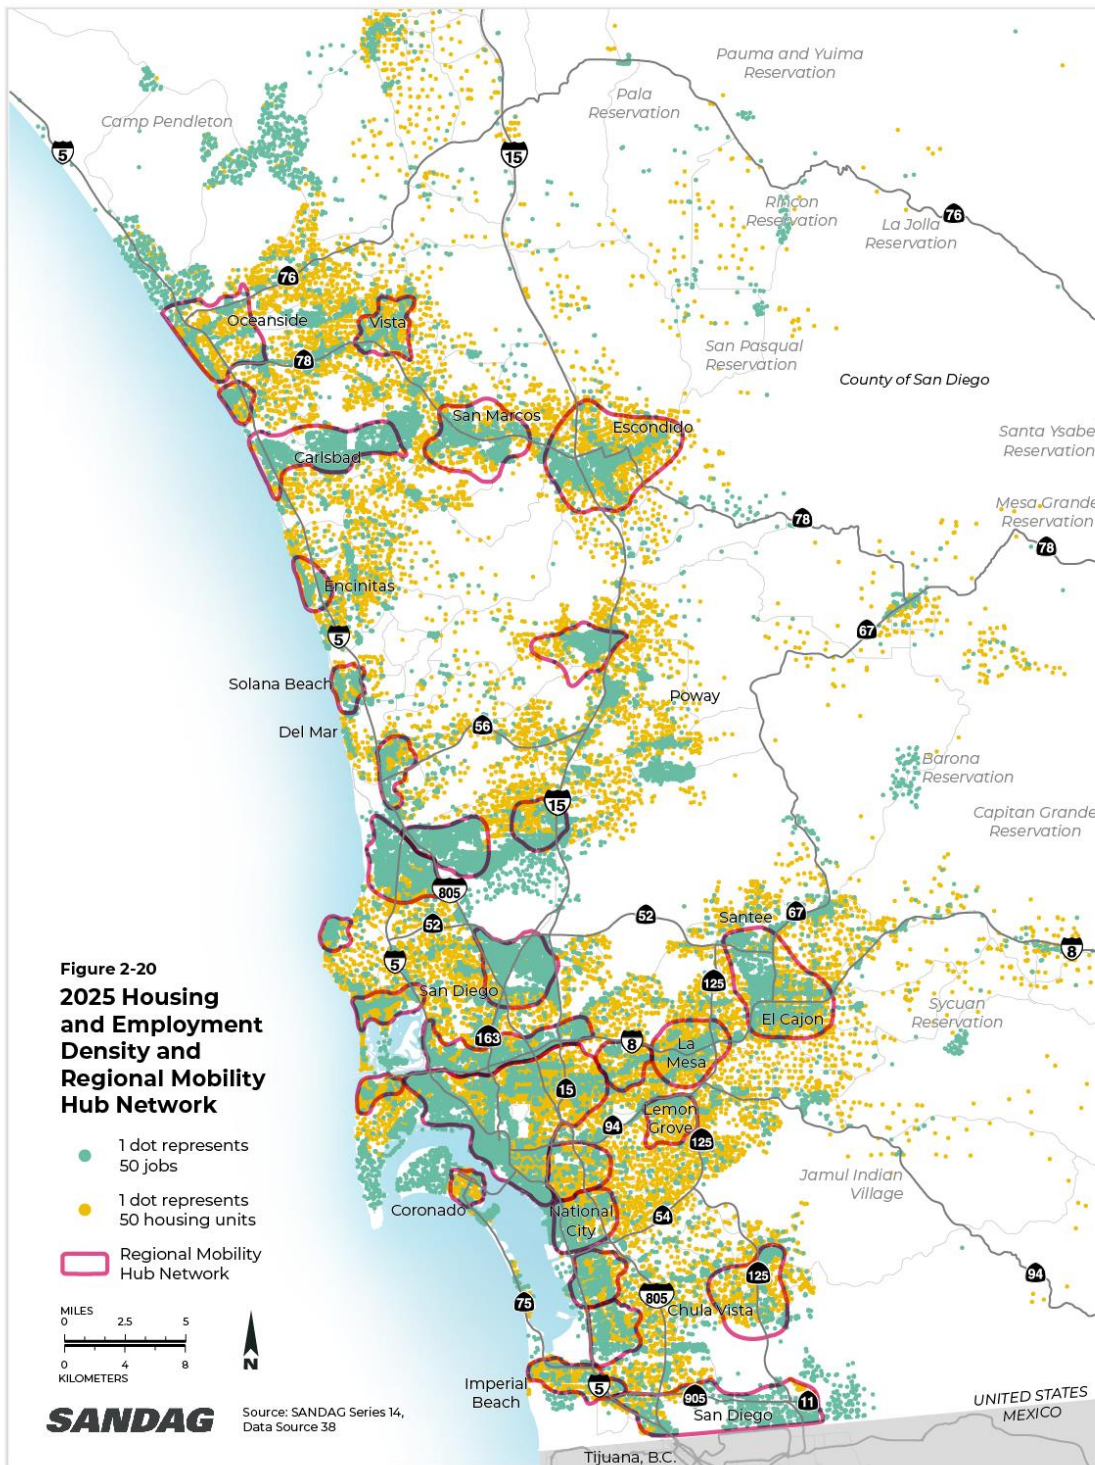 Pauma and Yuima
Reservation
Pala
Reservation
Camp Pendleton
5
15
Rincon
Reservation
76
La Jolla
Reservation
76
Oceanside
Vista
78
San Pasqual
Reservation
County of San Diego
San Marcos
Escondido
Santa Ysabe
Reservation
Carlsbad
Mesa Grande
Reservation
78
78
Encinitas
5
67
Solana Beach
Poway
Del Mar
56
Barona
Reservation
15
Capitan Grande
Reservation
805
52
52
Santee
67
5
8
Figure 2-20
2025 Housing
and Employment
Density and
Regional Mobility
Hub Network
San Diego
125
El Cajon
Sycuan
Reservation
163
8
La
Mesa
15
Lemon
Grove
94
125
1 dot represents
50 jobs
1 dot represents
50 housing units
Regional Mobility
Hub Network
Jamul Indian
Village
Coronado
National
City
54
125
94
75
805
Chula Vista
MILES
0 2.5 5
0 4 8
KILOMETERS
N
Imperial
Beach
5
905
11
San Diego
UNITED STATES
MEXICO
SANDAG
Source: SANDAG Series 14,
Data Source 38
Tijuana, B.C.